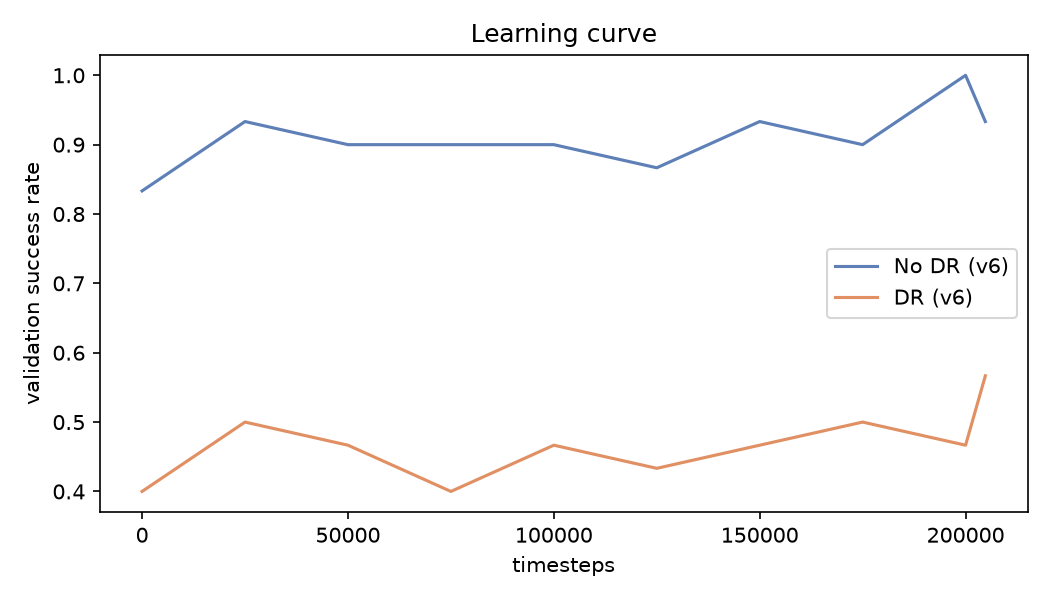 Learning curve
validation success rate
1.0
0.9
0.8
0.7
0.6
0.5
0.4
No DR (v6)
DR (v6)
0
50000
100000
150000
200000
timesteps